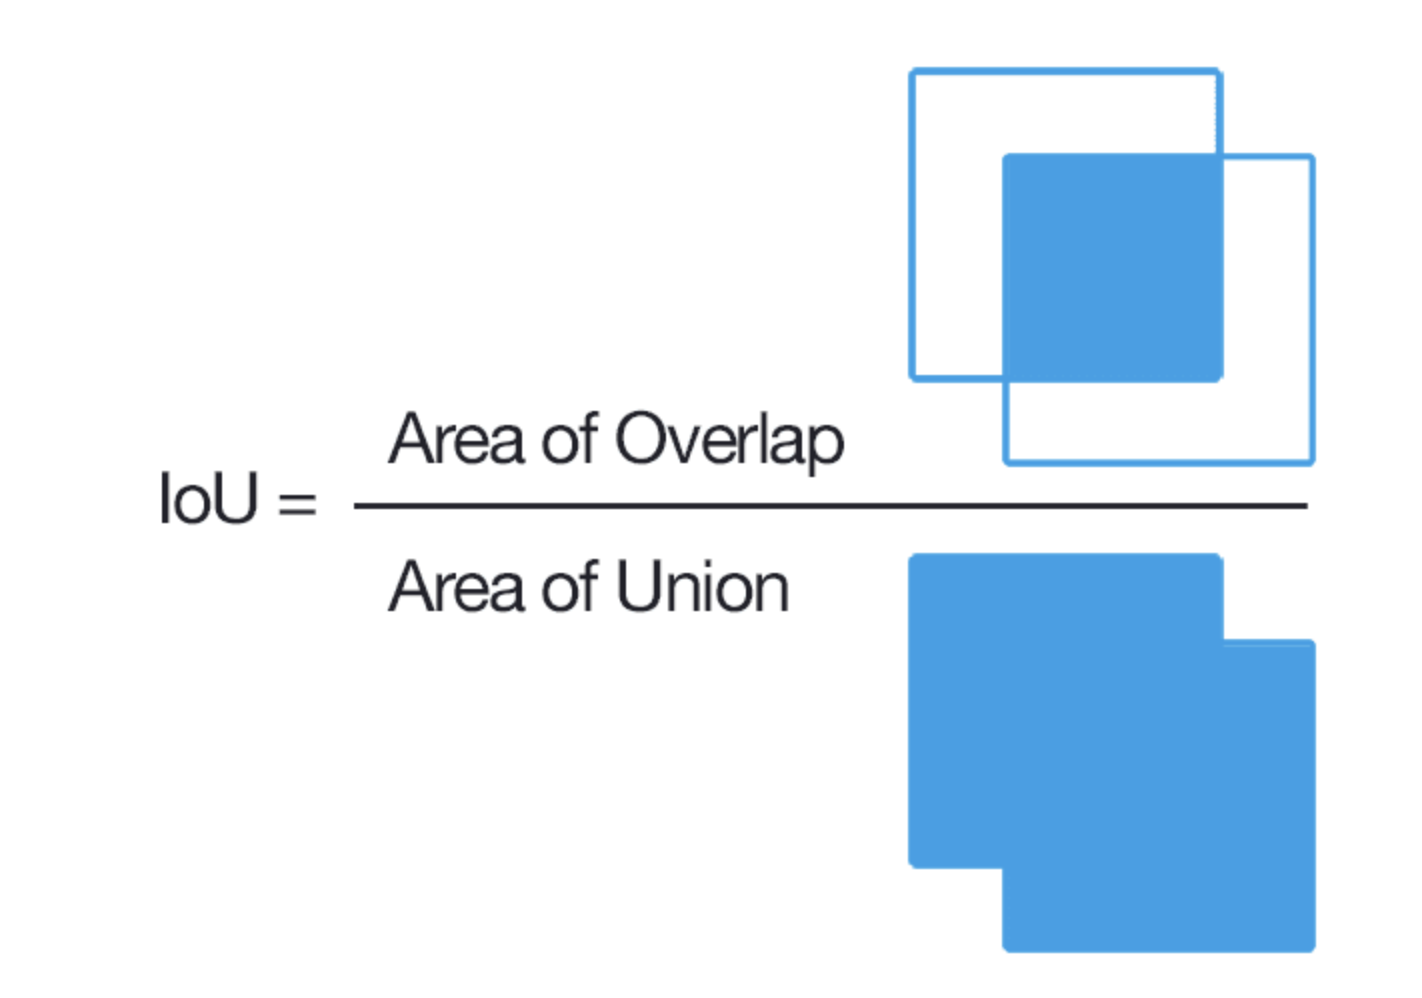 Area of Overlap
IoU =
Area of Union